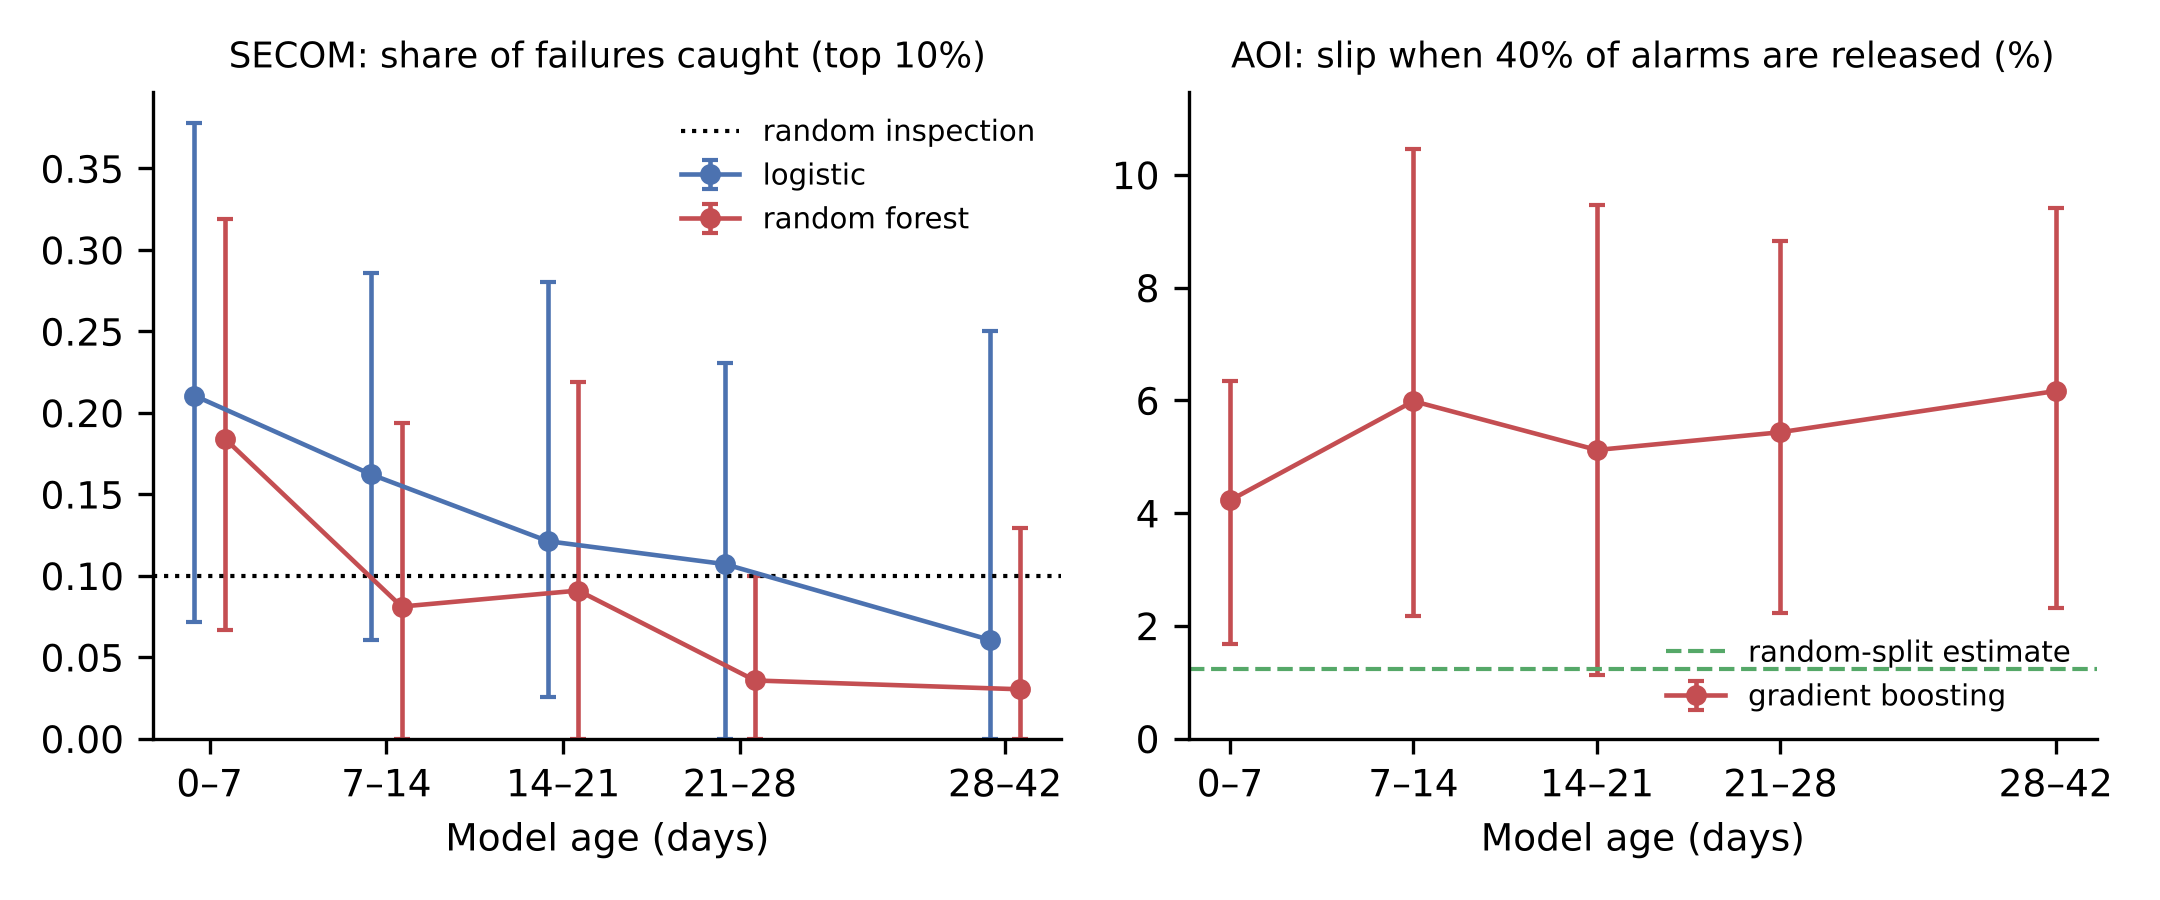 SECOM: share of failures caught (top 10%)
random inspection
logistic
random forest
0.35
0.30
0.25
0.20
0.15
0.10
0.05
0.00
0–7
7–14
14–21
21–28
28–42
Model age (days)
AOI: slip when 40% of alarms are released (%)
10
8
6
4
2
0
random-split estimate
gradient boosting
0–7
7–14
14–21
21–28
28–42
Model age (days)